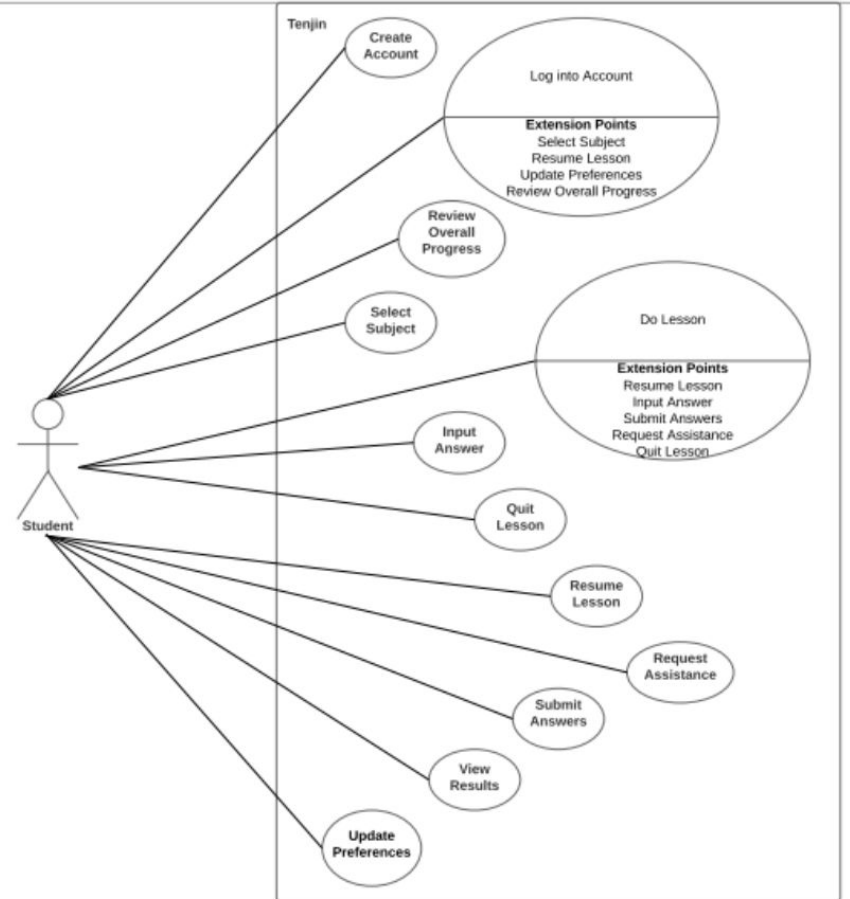 Tenjin
Create
Account
Log into Account
Extension Points
Select Subject
Resume Lesson
Update Preferences
Review Overall Progress
Review
Overall
Progress
Select
Subject
Do Lesson
Extension Points
Resume Lesson
Input Answer
Submit Answers
Request Assistance
Quit Lesson
Input
Answer
Quit
Lesson
Student
Resume
Lesson
Request
Assistance
Submit
Answers
View
Results
Update
Preferences